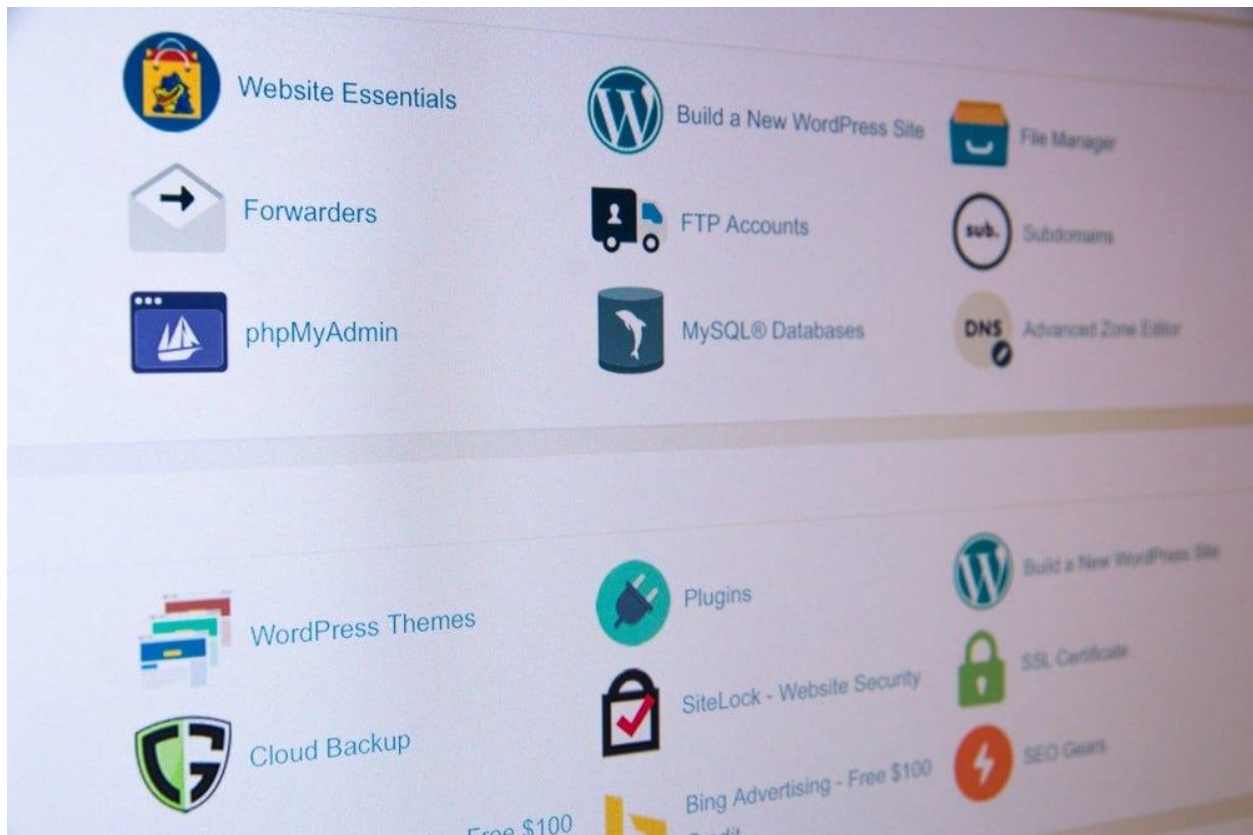 Website Essentials
Build a New WordPress Site
File Manager
Forwarders
FTP Accounts
sub.
Subdomains
phpMyAdmin
MySQL® Databases
DNS
Advanced Zone Editor
WordPress Themes
Plugins
Build a New WordPress Site
Cloud Backup
SiteLock - Website Security
SSL Certificate
Free $100
Bing Advertising - Free $100
Credit
SEO Gears